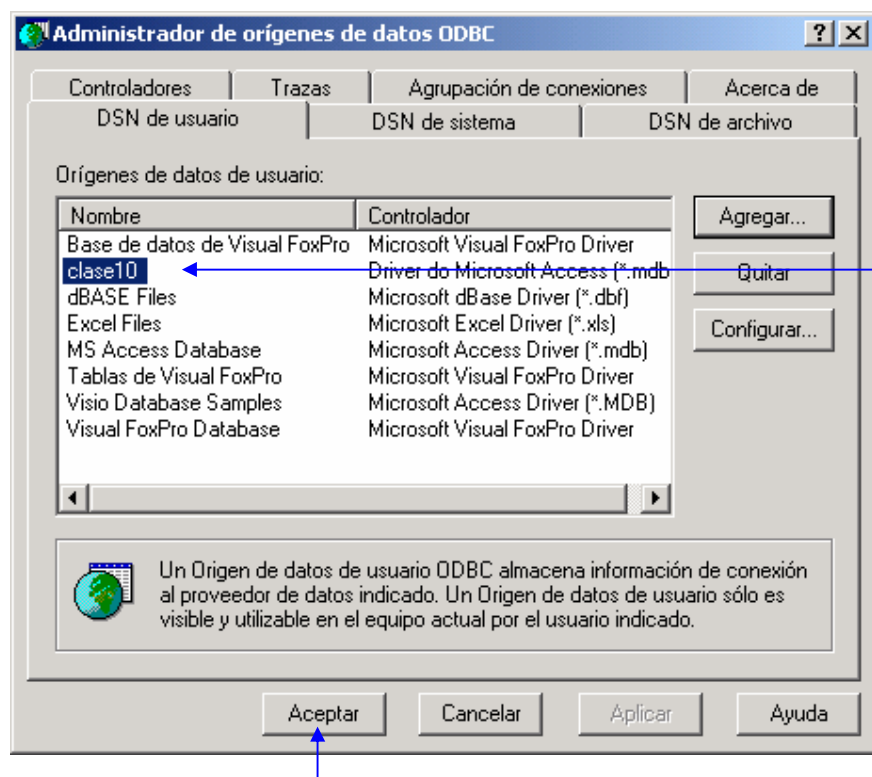 Administrador de orígenes de datos ODBC
Controladores Trazas Agrupación de conexiones Acerca de
DSN de usuario DSN de sistema DSN de archivo
Orígenes de datos de usuario:
Nombre Controlador
Agregar...
Base de datos de Visual FoxPro Microsoft Visual FoxPro Driver
clase10 Driver do Microsoft Access (*.mdb
Quitar
dBASE Files Microsoft dBase Driver (*.dbf)
Excel Files Microsoft Excel Driver (*.xls)
Configurar...
MS Access Database Microsoft Access Driver (*.mdb)
Tablas de Visual FoxPro Microsoft Visual FoxPro Driver
Visio Database Samples Microsoft Access Driver (*.MDB)
Visual FoxPro Database Microsoft Visual FoxPro Driver
Un Origen de datos de usuario ODBC almacena información de conexión
al proveedor de datos indicado. Un Origen de datos de usuario sólo es
visible y utilizable en el equipo actual por el usuario indicado.
Aceptar Cancelar Aplicar Ayuda